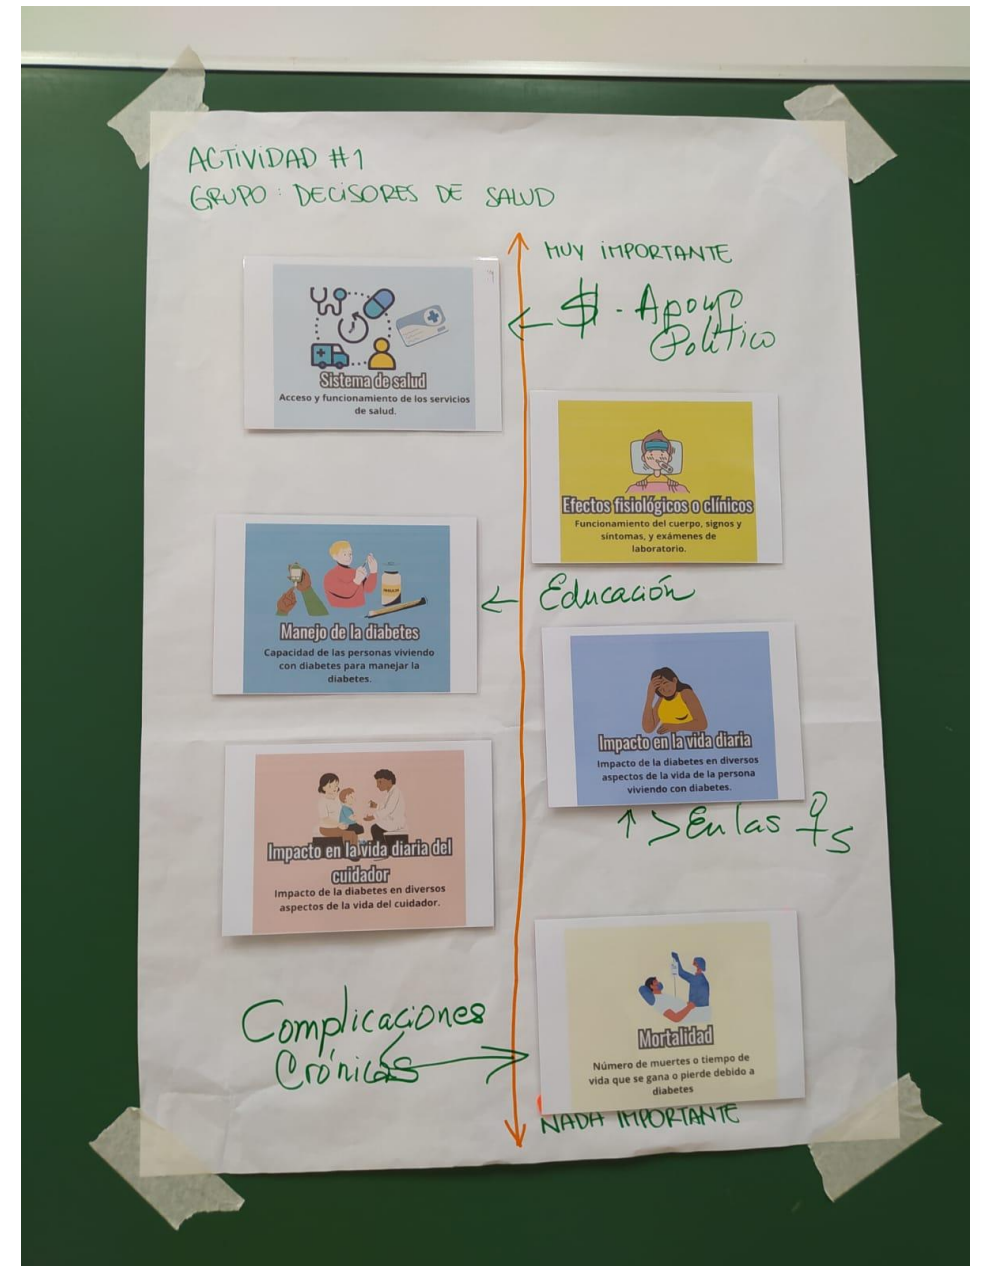 ACTIVIDAD #1
GRUPO: DECISORES DE SALUD
MUY IMPORTANTE
← $ - Apoyo
Político
Sistema de salud
Acceso y funcionamiento de los servicios
de salud.
Efectos fisiológicos o clínicos
Funcionamiento del cuerpo, signos y
síntomas, y exámenes de
laboratorio.
Manejo de la diabetes
Capacidad de las personas viviendo
con diabetes para manejar la
diabetes.
← Educación
Impacto en la vida diaria
Impacto de la diabetes en diversos
aspectos de la vida de la persona
viviendo con diabetes.
↑ > En las ♀s
Impacto en la vida diaria del
cuidador
Impacto de la diabetes en diversos
aspectos de la vida del cuidador.
Complicaciones
Crónicas →
Mortalidad
Número de muertes o tiempo de
vida que se gana o pierde debido a
diabetes
NADA IMPORTANTE